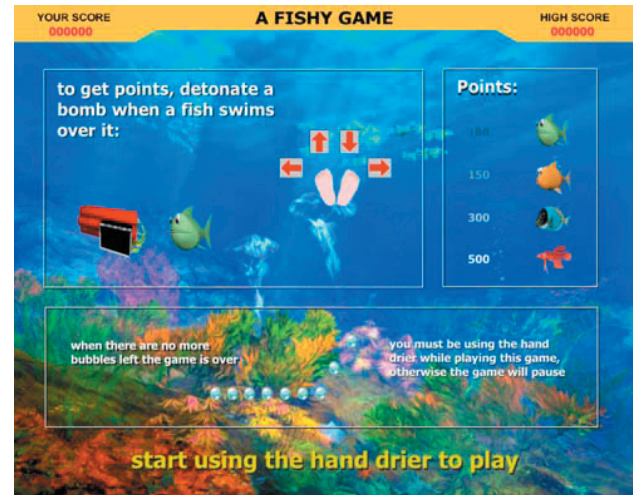 YOUR SCORE
000000
A FISHY GAME
HIGH SCORE
000000
to get points, detonate a
bomb when a fish swims
over it:
Points:
150
300
500
when there are no more
bubbles left the game is over
you must be using the hand
drier while playing this game,
otherwise the game will pause
start using the hand drier to play